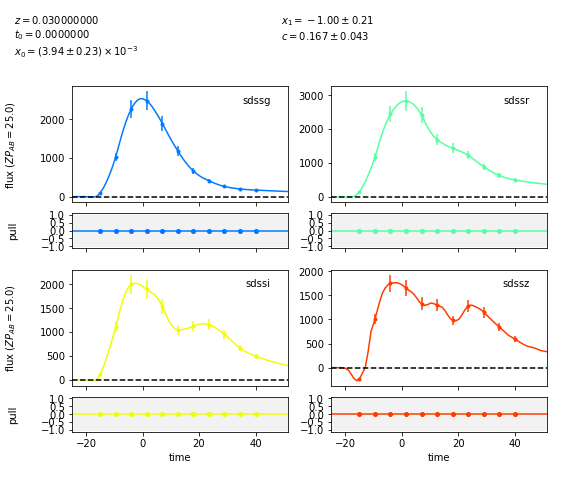 z = 0.030000000
t0 = 0.0000000
x0 = (3.94 ± 0.23) × 10^−3
x1 = −1.00 ± 0.21
c = 0.167 ± 0.043
sdssg
flux (ZP_AB = 25.0)
2000
1000
0
sdssr
3000
2000
1000
0
pull
1.0
0.5
0.0
−0.5
−1.0
1.0
0.5
0.0
−0.5
−1.0
sdssi
flux (ZP_AB = 25.0)
2000
1500
1000
500
0
sdssz
2000
1500
1000
500
0
pull
1.0
0.5
0.0
−0.5
−1.0
−20 0 20 40
time
1.0
0.5
0.0
−0.5
−1.0
−20 0 20 40
time